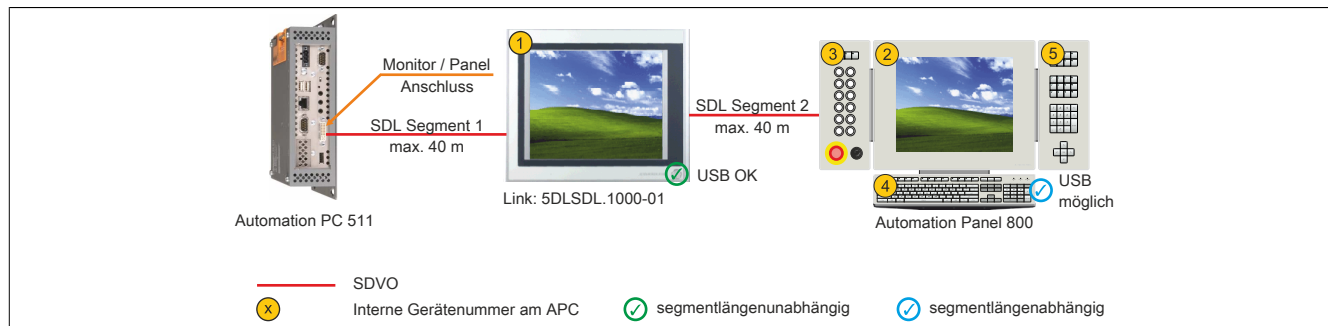 Monitor / Panel
Anschluss
SDL Segment 1
max. 40 m
Automation PC 511
1
USB OK
Link: 5DLSDL.1000-01
SDL Segment 2
max. 40 m
3
2
5
4
USB
möglich
Automation Panel 800
SDVO
x
Interne Gerätenummer am APC
segmentlängenunabhängig
segmentlängenabhängig